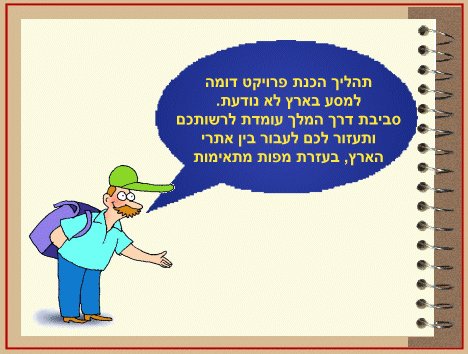 תהליך הכנת פרויקט דומה
למסע בארץ לא נודעת.
סביבת דרך המלך עומדת לרשותכם
ותעזור לכם לעבור בין אתרי
הארץ, בעזרת מפות מתאימות